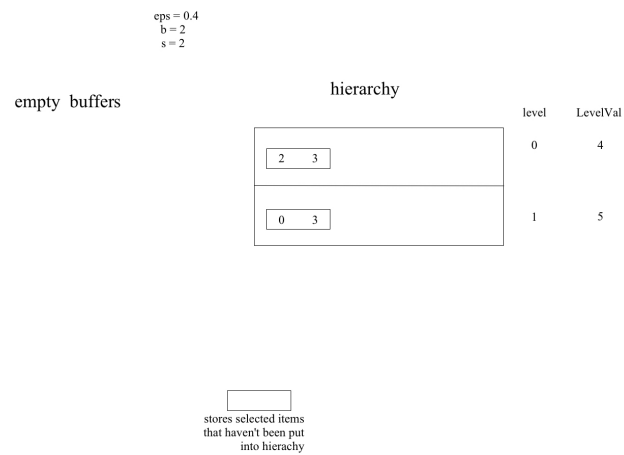 eps = 0.4
b = 2
s = 2
hierarchy
empty buffers
level LevelVal
2 3 0 4
0 3 1 5
stores selected items
that haven't been put
into hierachy